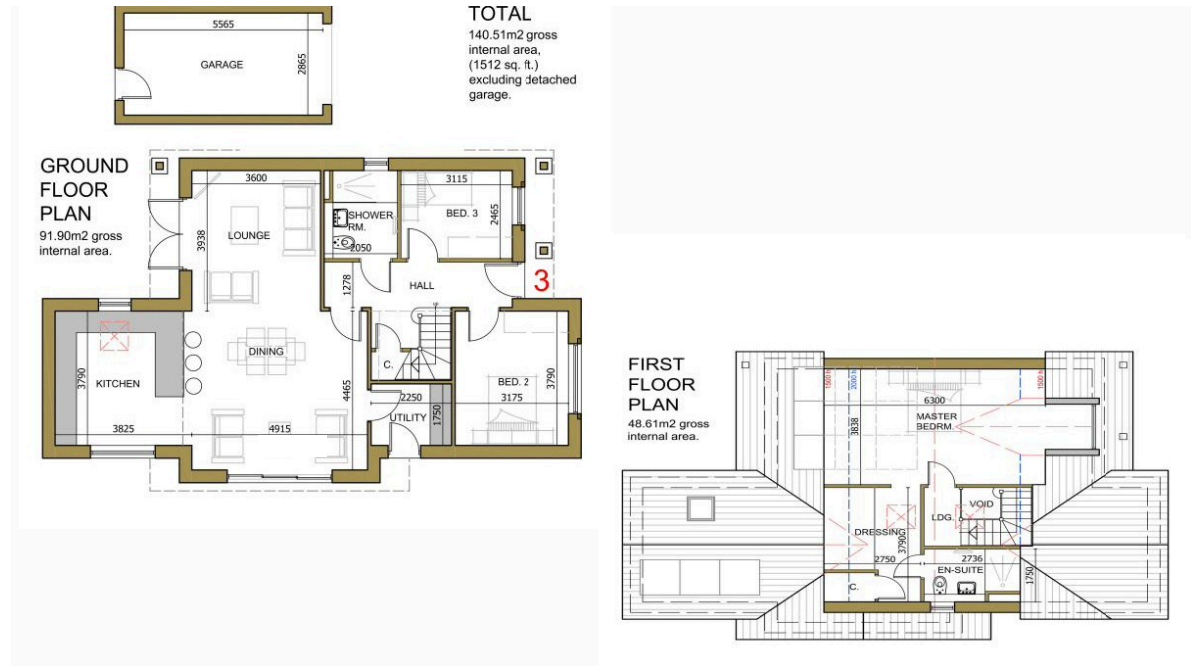 TOTAL
140.51m2 gross
internal area,
(1512 sq. ft.)
excluding detached
garage.
5565
GARAGE
2865
GROUND
FLOOR
PLAN
91.90m2 gross
internal area.
3600
3938
LOUNGE
SHOWER
RM.
2050
3115
BED. 3
2465
1278
HALL
3
DINING
KITCHEN
3790
3825
4915
4465
C.
2250
UTILITY
1750
BED. 2
3175
3790
FIRST
FLOOR
PLAN
48.61m2 gross
internal area.
1500 h
2000 h
1500 h
6300
MASTER
BEDRM.
3838
DRESSING
3790
2750
LDG.
VOID
2736
EN-SUITE
1750
C.